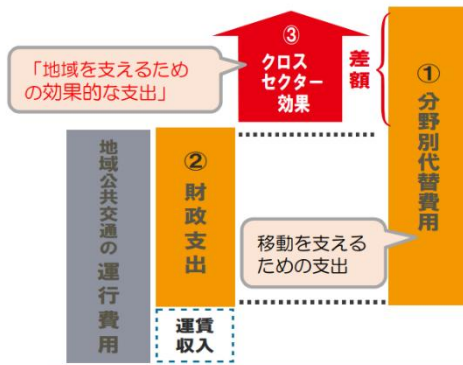 ③
クロス
セクター
効果
差額
① 分野別代替費用
「地域を支えるため
の効果的な支出」
地域公共交通の運行費用
② 財政支出
移動を支える
ための支出
運賃
収入